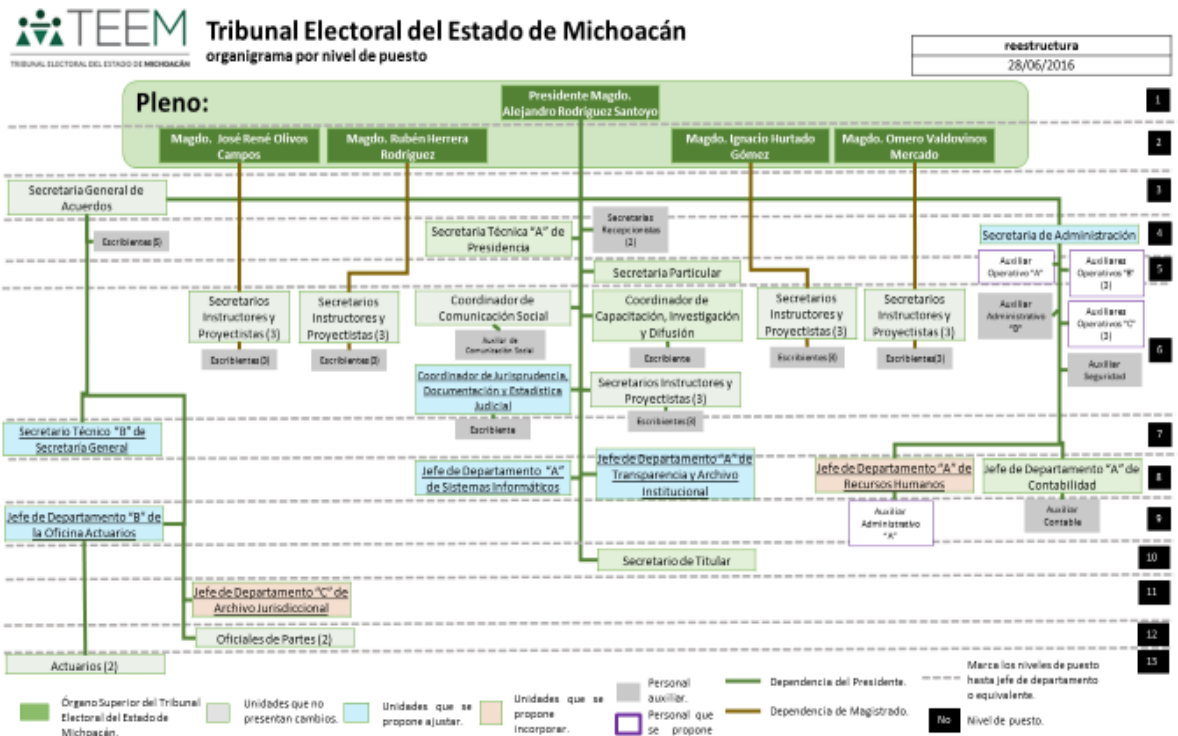 TEEM
TRIBUNAL ELECTORAL DEL ESTADO DE MICHOACÁN
Tribunal Electoral del Estado de Michoacán
organigrama por nivel de puesto
reestructura
28/06/2016
Pleno:
Presidente Magdo.
Alejandro Rodríguez Santoyo
1
Magdo. José René Olivos
Campos
Magdo. Rubén Herrera
Rodríguez
Magdo. Ignacio Hurtado
Gómez
Magdo. Omero Valdovinos
Mercado
2
Secretaria General de
Acuerdos
3
Escribientes(5)
Secretaria Técnica "A" de
Presidencia
Secretarias
Recepcionistas
(2)
Secretaria de Administración
4
Secretaria Particular
Auxiliar
Operativo "A"
Auxiliares
Operativos "B"
(3)
5
Secretarios
Instructores y
Proyectistas (3)
Escribientes(3)
Secretarios
Instructores y
Proyectistas (3)
Escribientes(3)
Coordinador de
Comunicación Social
Auxiliar de
Comunicación Social
Coordinador de
Capacitación, Investigación
y Difusión
Escribiente
Secretarios
Instructores y
Proyectistas (3)
Escribientes(4)
Secretarios
Instructores y
Proyectistas (3)
Escribientes(3)
Auxiliar
Administrativo
Auxiliares
Operativos "C"
(3)
Auxiliar
Seguridad
6
Coordinador de Jurisprudencia,
Documentación y Estadística
Judicial
Escribiente
Secretarios Instructores y
Proyectistas (3)
Escribientes(3)
Secretario Técnico "B" de
Secretaría General
7
Jefe de Departamento "A"
de Sistemas Informáticos
Jefe de Departamento "A" de
Transparencia y Archivo
Institucional
Jefe de Departamento "A" de
Recursos Humanos
Jefe de Departamento "A" de
Contabilidad
8
Jefe de Departamento "B" de
la Oficina Actuarios
Auxiliar
Administrativo
"A"
Auxiliar
Contable
9
Secretario de Titular
10
Jefe de Departamento "C" de
Archivo Jurisdiccional
11
Oficiales de Partes (2)
12
Actuarios (2)
13
Órgano Superior del Tribunal
Electoral del Estado de
Michoacán.
Unidades que no
presentan cambios.
Unidades que se
propone ajustar.
Unidades que se
propone
incorporar.
Personal
auxiliar.
Personal que
se propone
Dependencia del Presidente.
Dependencia de Magistrado.
Marca los niveles de puesto
hasta jefe de departamento
o equivalente.
No
Nivel de puesto.